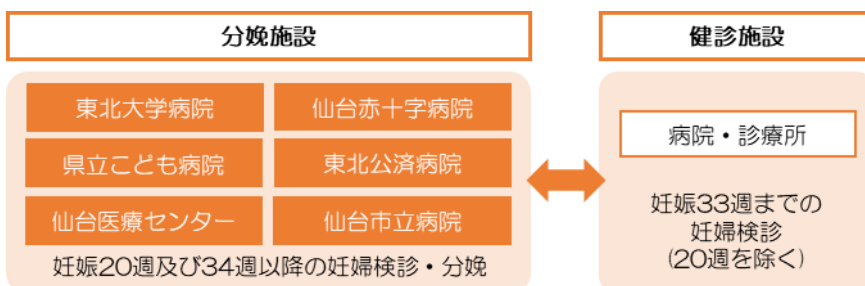 分娩施設
東北大学病院
仙台赤十字病院
県立こども病院
東北公済病院
仙台医療センター
仙台市立病院
妊娠20週及び34週以降の妊婦検診・分娩
健診施設
病院・診療所
妊娠33週までの
妊婦検診
(20週を除く)